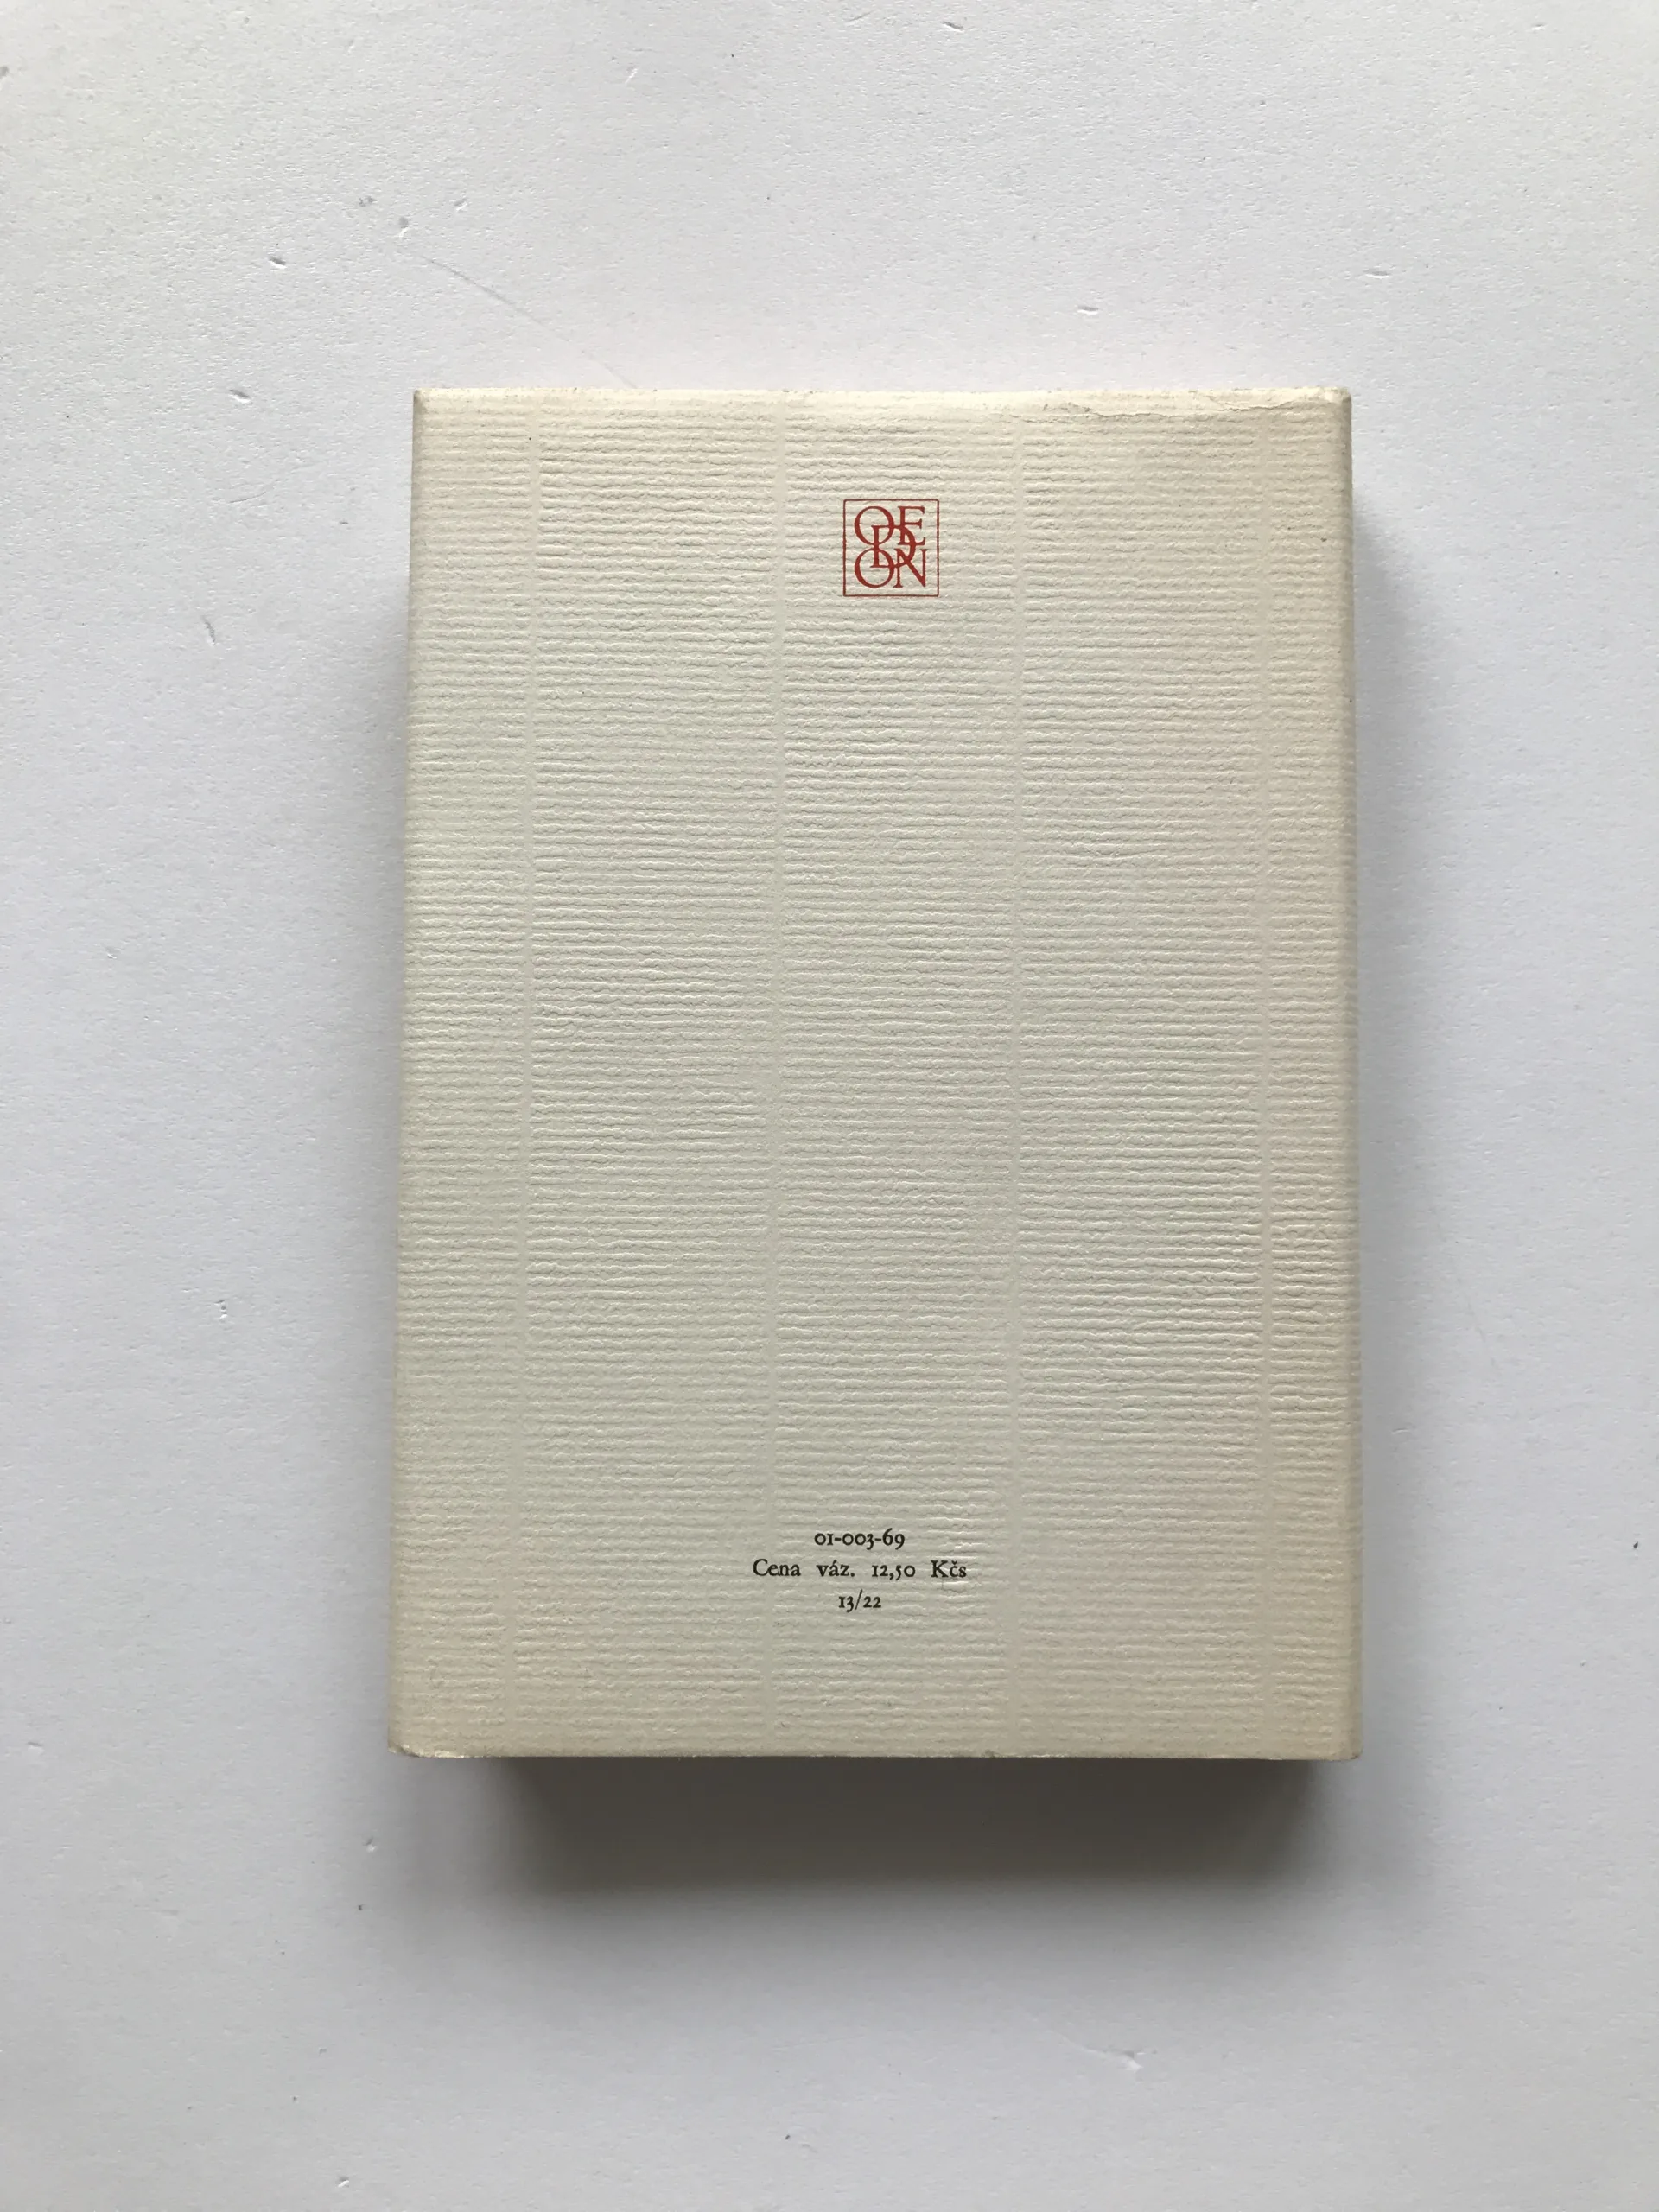 ODEON
01-003-69
Cena váz. 12,50 Kčs
13/22